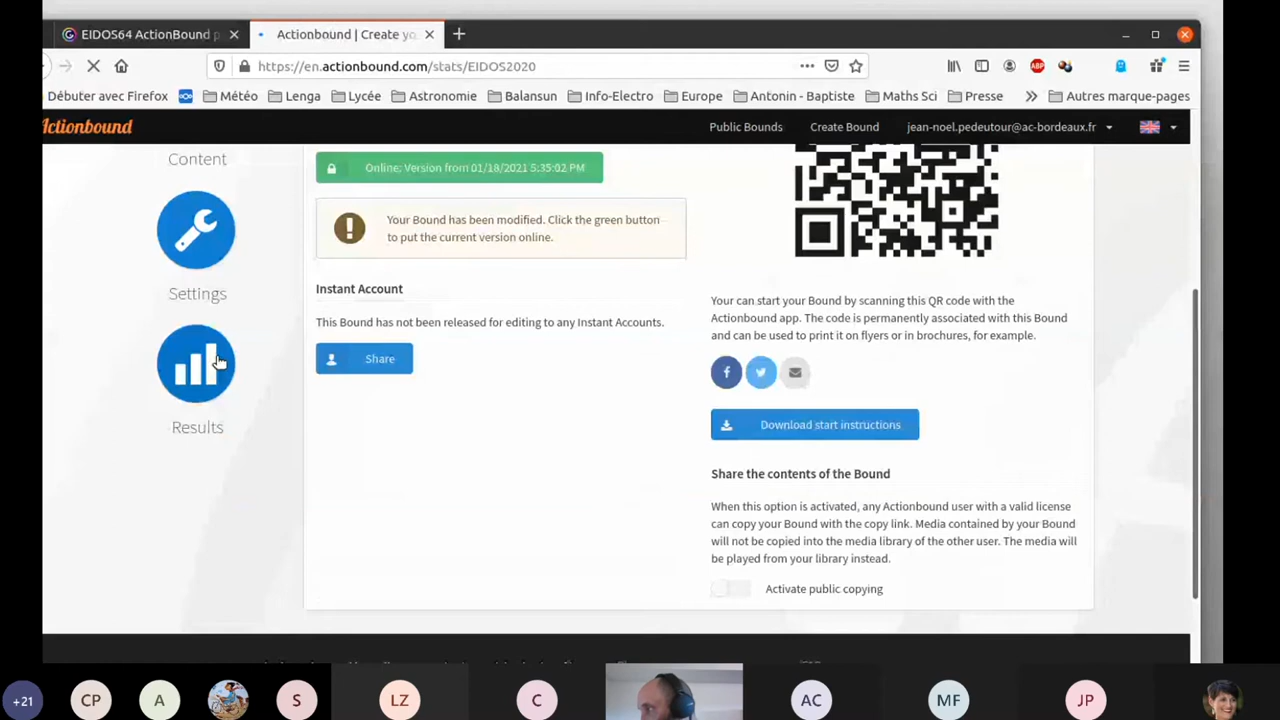 EIDOS64 ActionBound p
Actionbound | Create yo
https://en.actionbound.com/stats/EIDOS2020
Débuter avec Firefox
Météo
Lenga
Lycée
Astronomie
Balansun
Info-Electro
Europe
Antonin - Baptiste
Maths Sci
Presse
Autres marque-pages
Actionbound
Public Bounds
Create Bound
jean-noel.pedeutour@ac-bordeaux.fr
Content
Settings
Results
Online; Version from 01/18/2021 5:35:02 PM
Your Bound has been modified. Click the green button
to put the current version online.
Instant Account
This Bound has not been released for editing to any Instant Accounts.
Share
Your can start your Bound by scanning this QR code with the
Actionbound app. The code is permanently associated with this Bound
and can be used to print it on flyers or in brochures, for example.
Download start instructions
Share the contents of the Bound
When this option is activated, any Actionbound user with a valid license
can copy your Bound with the copy link. Media contained by your Bound
will not be copied into the media library of the other user. The media will
be played from your library instead.
Activate public copying
+21
CP
A
S
LZ
C
AC
MF
JP